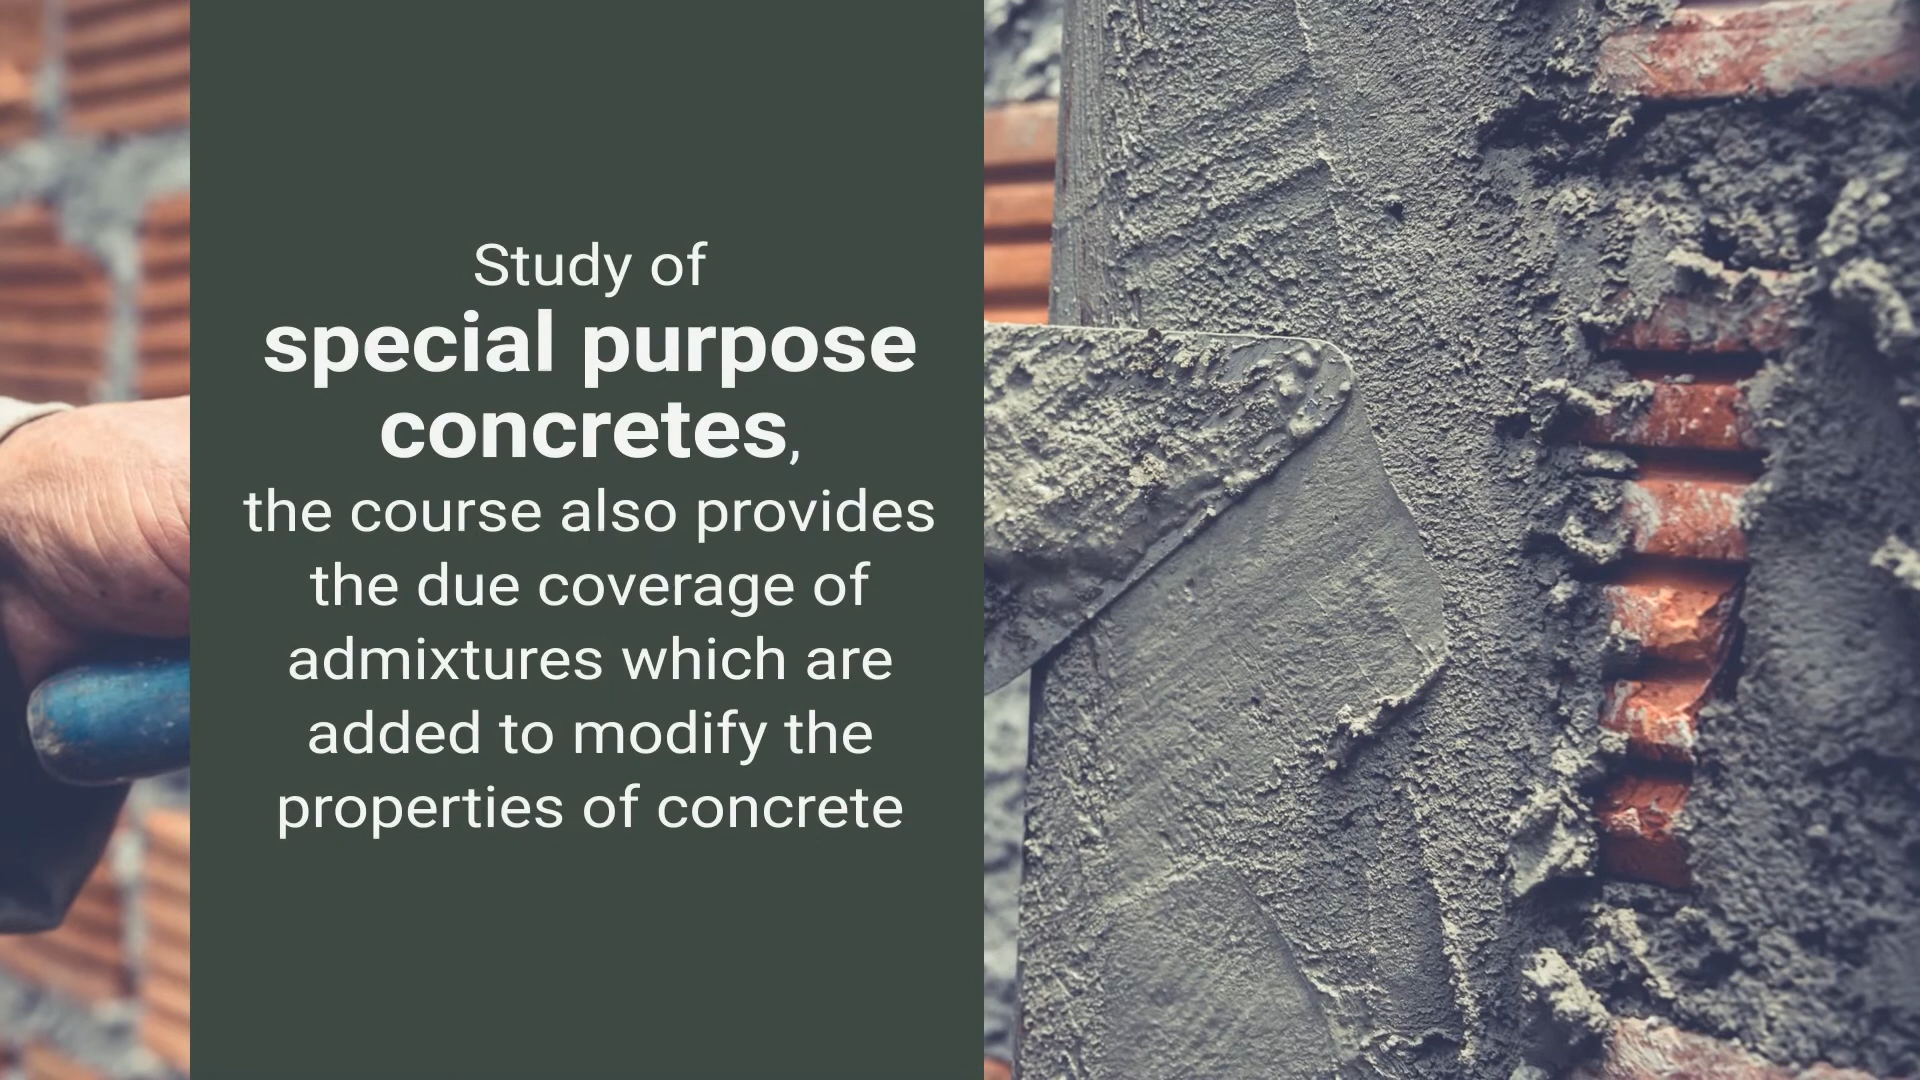 Study of
special purpose
concretes,
the course also provides
the due coverage of
admixtures which are
added to modify the
properties of concrete